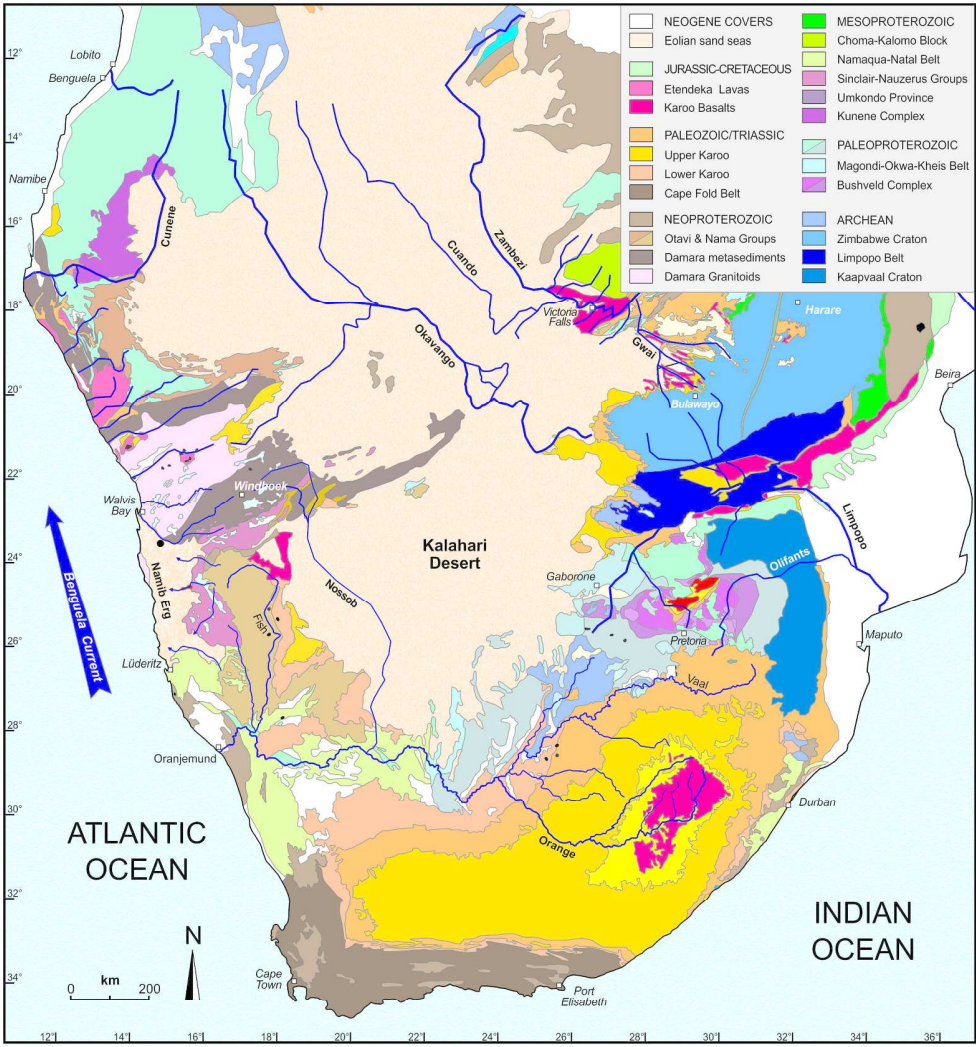 NEOGENE COVERS
Eolian sand seas
JURASSIC-CRETACEOUS
Etendeka Lavas
Karoo Basalts
PALEOZOIC/TRIASSIC
Upper Karoo
Lower Karoo
Cape Fold Belt
NEOPROTEROZOIC
Otavi & Nama Groups
Damara metasediments
Damara Granitoids
MESOPROTEROZOIC
Choma-Kalomo Block
Namaqua-Natal Belt
Sinclair-Nauzerus Groups
Umkondo Province
Kunene Complex
PALEOPROTEROZOIC
Magondi-Okwa-Kheis Belt
Bushveld Complex
ARCHEAN
Zimbabwe Craton
Limpopo Belt
Kaapvaal Craton
12°
Lobito
Benguela
14°
Namibe
16°
Cunene
Cuando
Zambezi
18°
Victoria
Falls
Harare
Okavango
Gwai
20°
Bulawayo
Beira
22°
Windhoek
Walvis
Bay
Limpopo
24°
Kalahari
Desert
Olifants
Gaborone
Benguela Current
Namib Erg
Nossob
Fish
26°
Pretoria
Maputo
Lüderitz
Vaal
28°
Oranjemund
30°
Durban
Orange
ATLANTIC
OCEAN
32°
INDIAN
OCEAN
N
34°
km
0 200
Cape
Town
Port
Elisabeth
12° 14° 16° 18° 20° 22° 24° 26° 28° 30° 32° 34° 36°